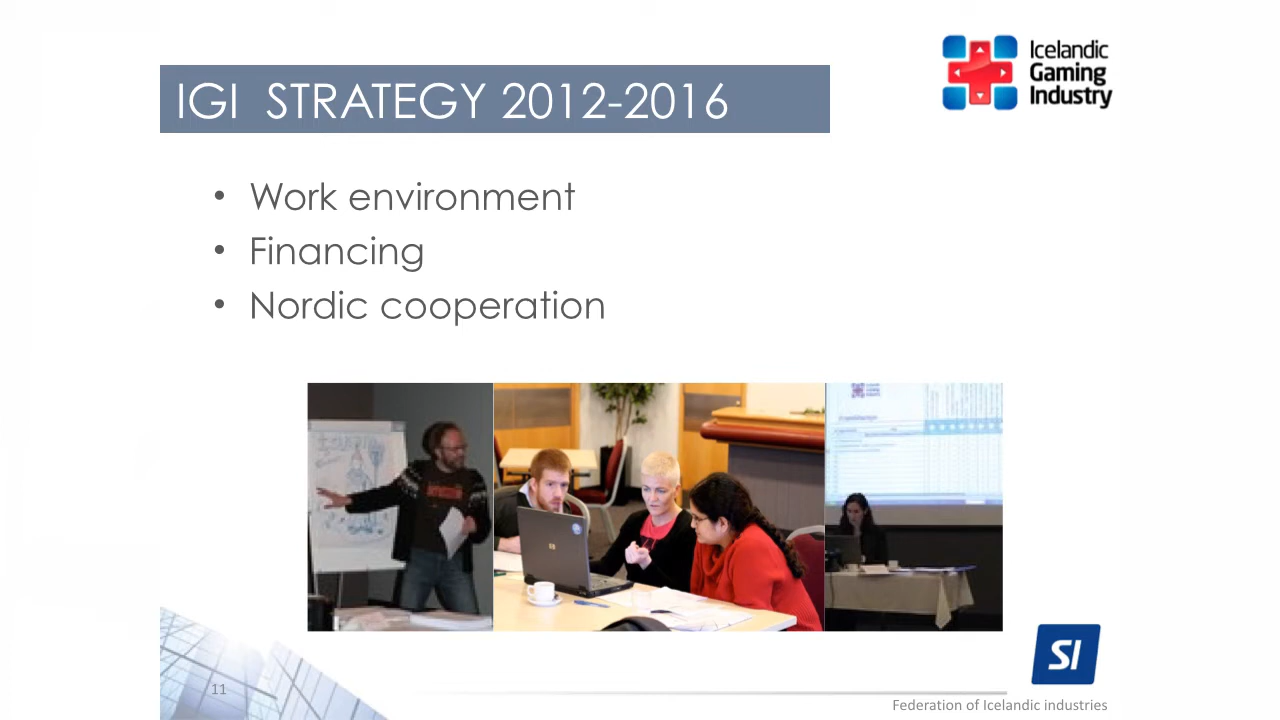 Icelandic
Gaming
Industry
IGI  STRATEGY 2012-2016
• Work environment
• Financing
• Nordic cooperation
SI
11
Federation of Icelandic industries